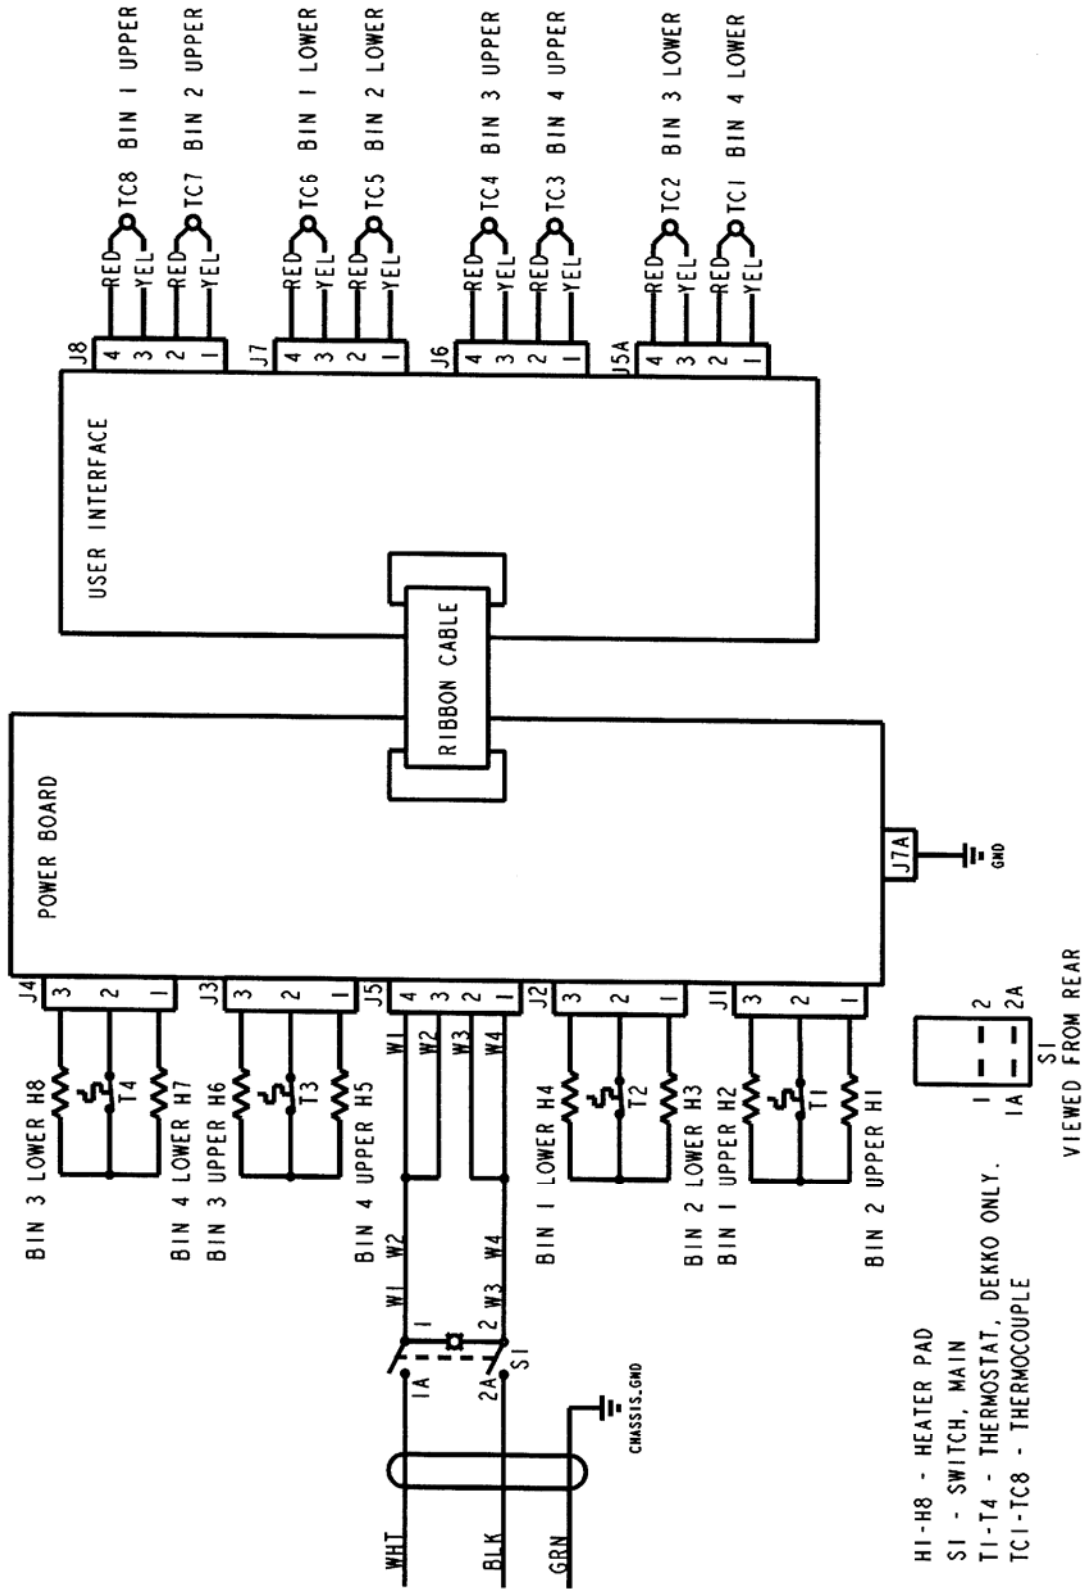 POWER BOARD
USER INTERFACE
RIBBON CABLE
J4
3
2
1
BIN 3 LOWER H8
T4
BIN 4 LOWER H7
J3
3
2
1
BIN 3 UPPER H6
T3
BIN 4 UPPER H5
J5
4
3
2
1
W1
W2
W3
W4
W1 W2
W3 W4
WHT
BLK
GRN
1A
1
2A
2
S1
CHASSIS_GND
J2
3
2
1
BIN 1 LOWER H4
T2
BIN 2 LOWER H3
J1
3
2
1
BIN 1 UPPER H2
T1
BIN 2 UPPER H1
J7A
GND
J8
4 RED
3 YEL
TC8 BIN 1 UPPER
2 RED
1 YEL
TC7 BIN 2 UPPER
J7
4 RED
3 YEL
TC6 BIN 1 LOWER
2 RED
1 YEL
TC5 BIN 2 LOWER
J6
4 RED
3 YEL
TC4 BIN 3 UPPER
2 RED
1 YEL
TC3 BIN 4 UPPER
J5A
4 RED
3 YEL
TC2 BIN 3 LOWER
2 RED
1 YEL
TC1 BIN 4 LOWER
H1-H8 - HEATER PAD
S1 - SWITCH, MAIN
T1-T4 - THERMOSTAT, DEKKO ONLY.
TC1-TC8 - THERMOCOUPLE
1 2
1A 2A
S1
VIEWED FROM REAR